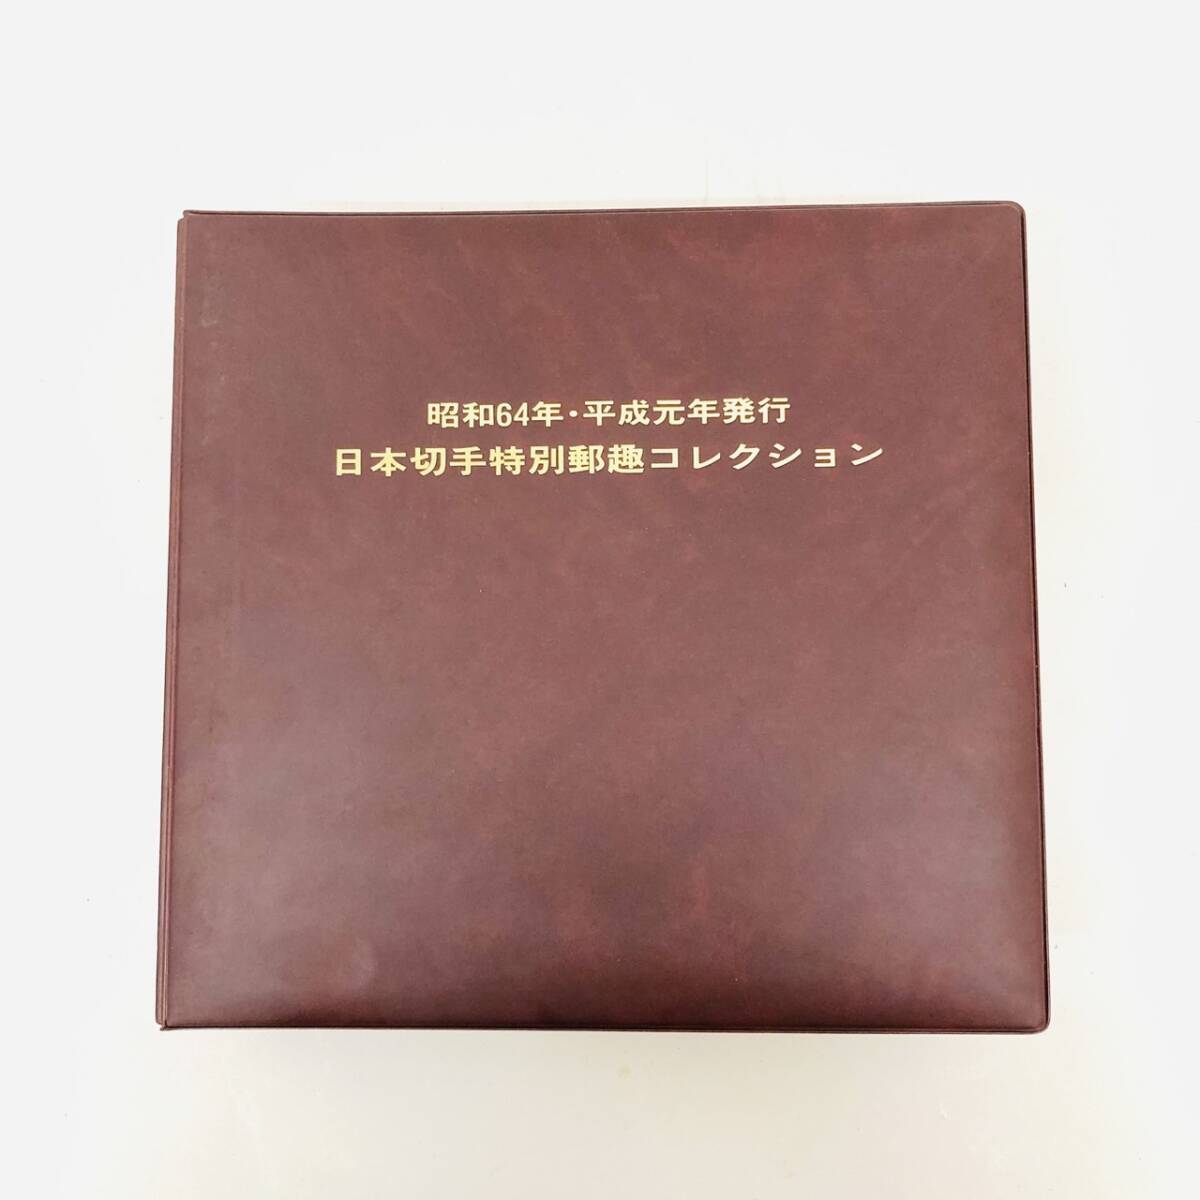 昭和64年・平成元年発行
日本切手特別郵趣コレクション